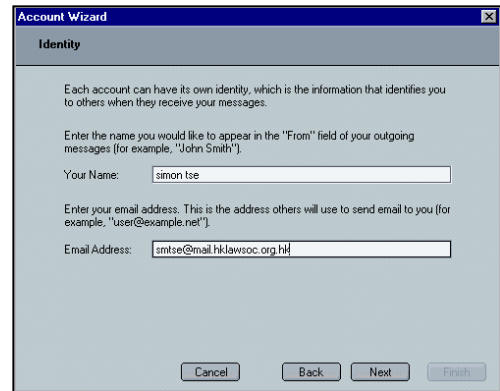 Account Wizard
Identity
Each account can have its own identity, which is the information that identifies you
to others when they receive your messages.
Enter the name you would like to appear in the "From" field of your outgoing
messages (for example, "John Smith").
Your Name: simon tse
Enter your email address. This is the address others will use to send email to you (for
example, "user@example.net").
Email Address: smtse@mail.hklawsoc.org.hk
Cancel Back Next Finish